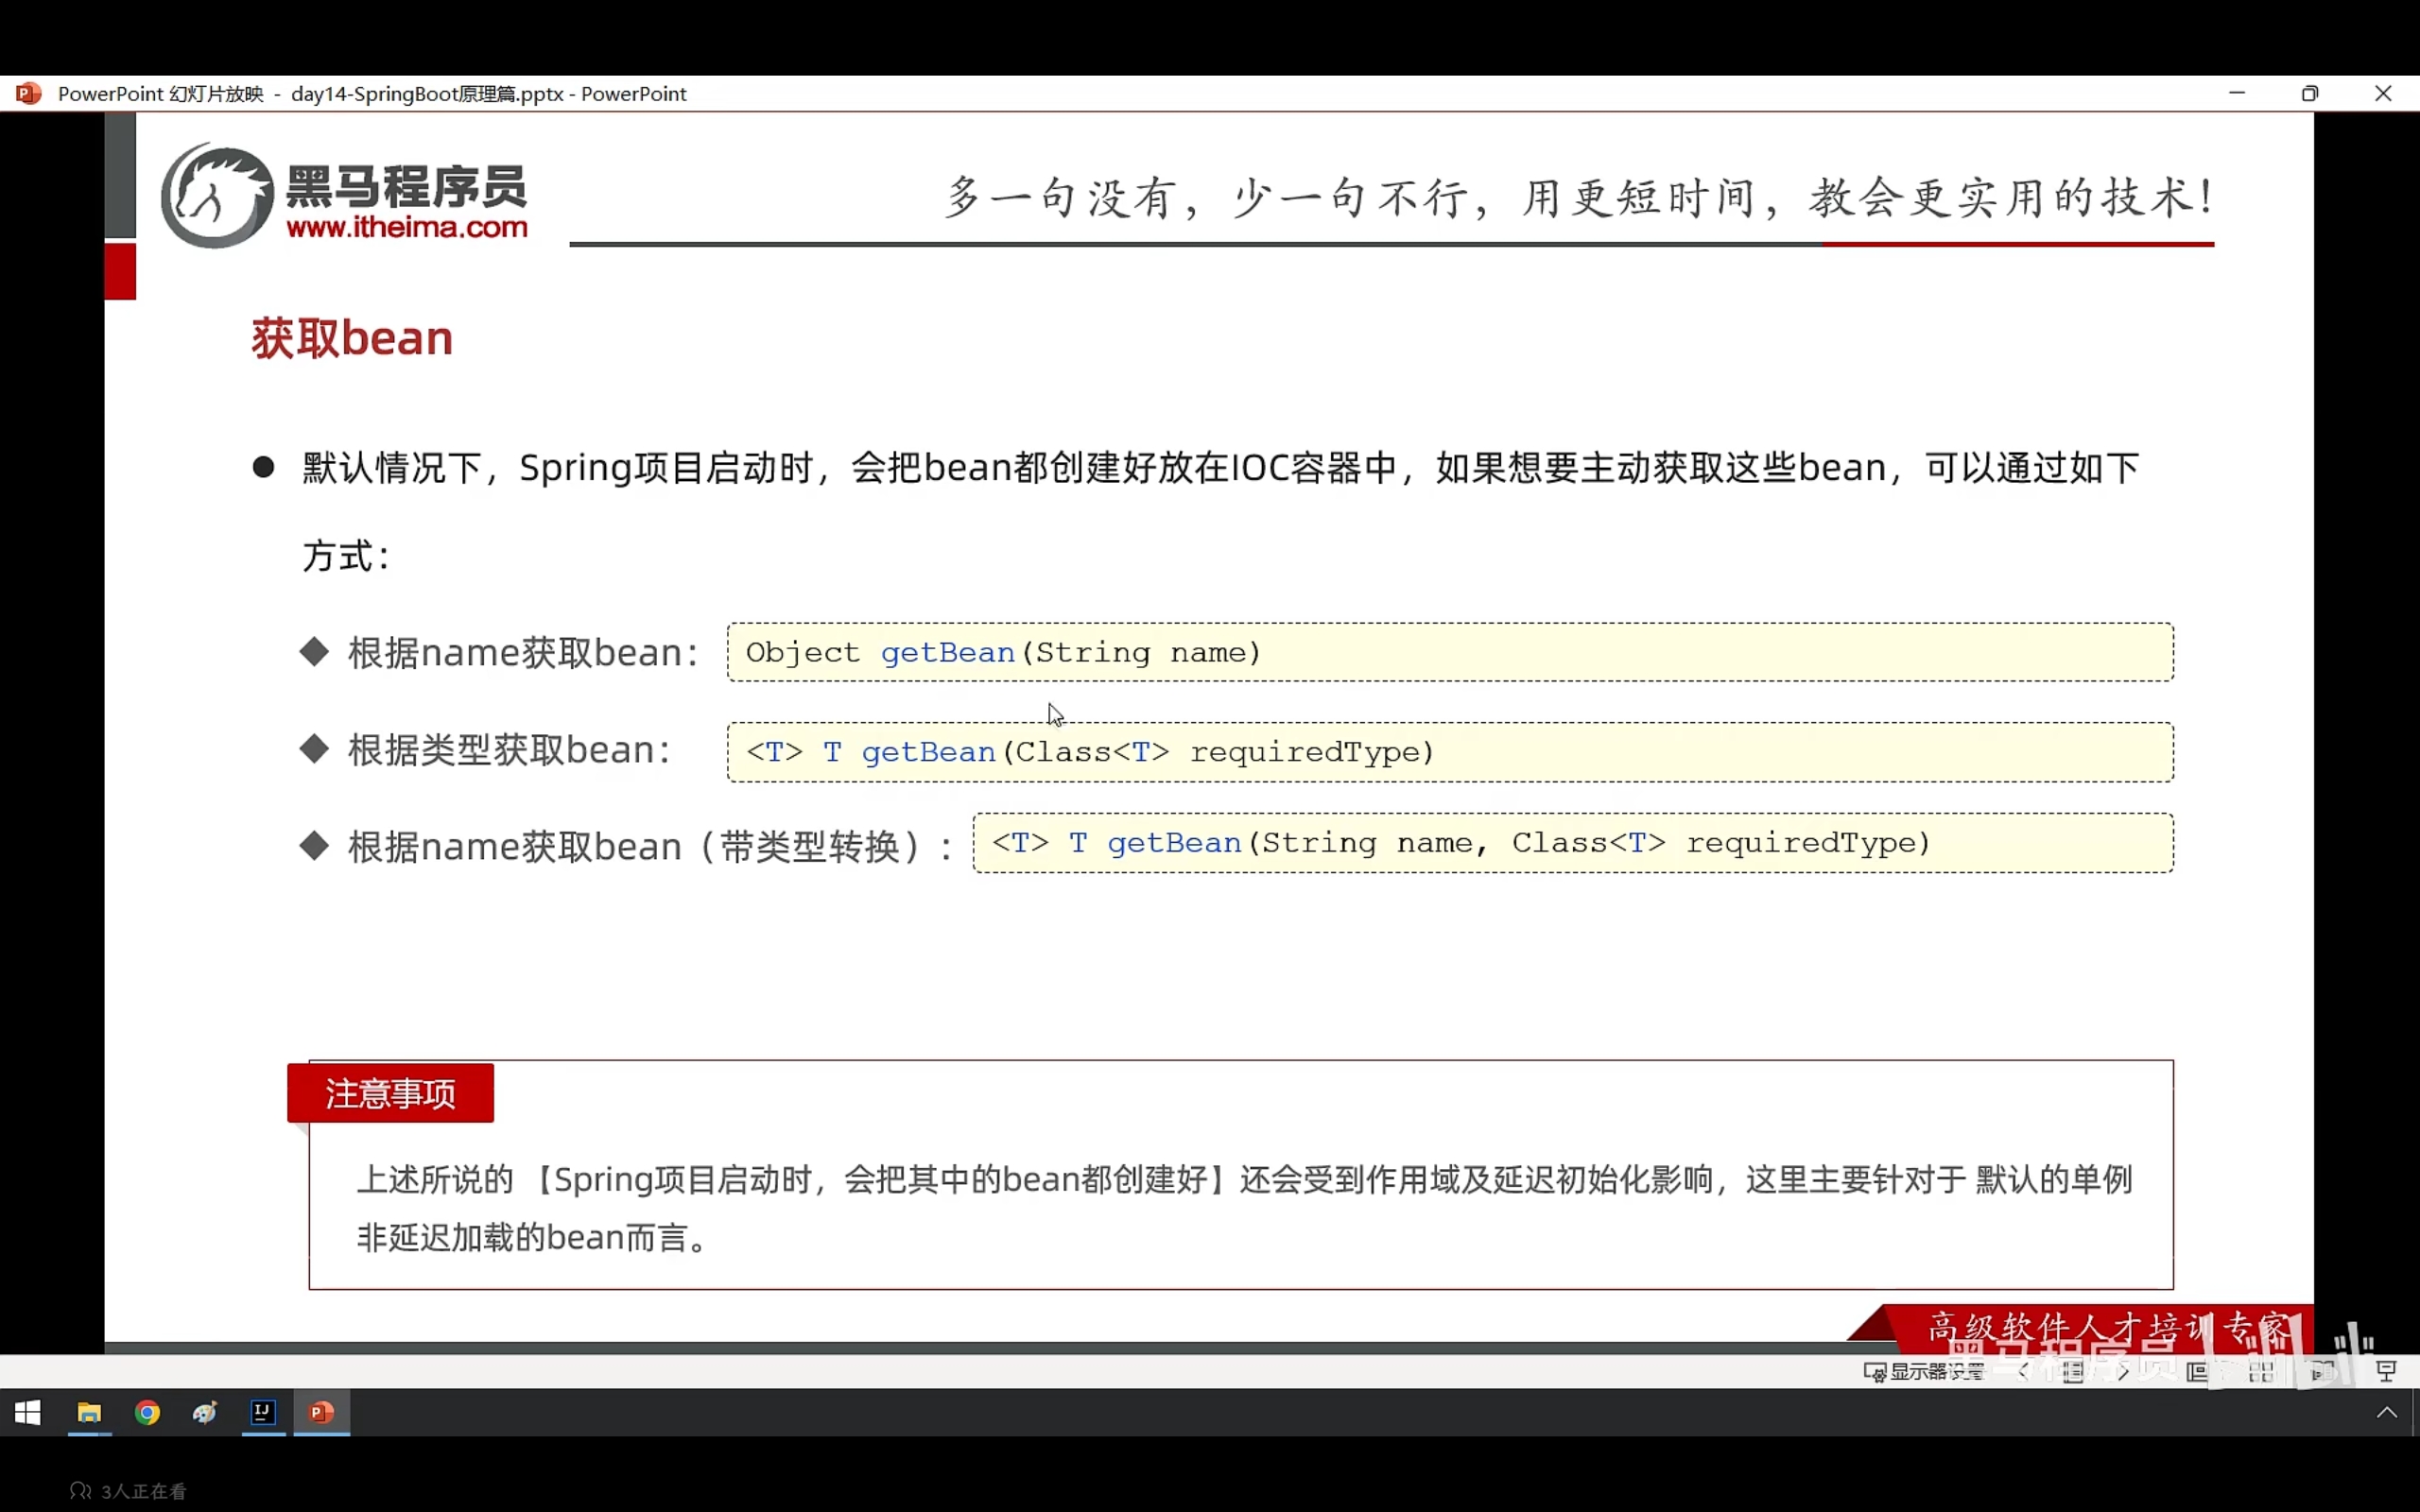 PowerPoint 幻灯片放映 - day14-SpringBoot原理篇.pptx - PowerPoint
黑马程序员
www.itheima.com
多一句没有，少一句不行，用更短时间，教会更实用的技术！
获取bean
默认情况下，Spring项目启动时，会把bean都创建好放在IOC容器中，如果想要主动获取这些bean，可以通过如下
方式：
根据name获取bean：
Object getBean(String name)
根据类型获取bean：
<T> T getBean(Class<T> requiredType)
根据name获取bean（带类型转换）：
<T> T getBean(String name, Class<T> requiredType)
注意事项
上述所说的 【Spring项目启动时，会把其中的bean都创建好】还会受到作用域及延迟初始化影响，这里主要针对于 默认的单例
非延迟加载的bean而言。
高级软件人才培训专家
黑马程序员
显示器设置
3人正在看